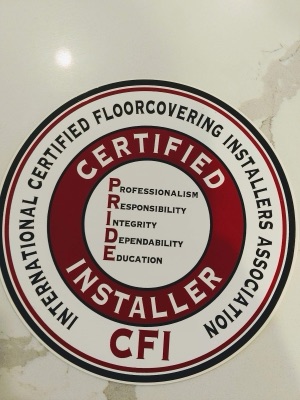 INTERNATIONAL CERTIFIED FLOORCOVERING INSTALLERS ASSOCIATION
CERTIFIED
PROFESSIONALISM
RESPONSIBILITY
INTEGRITY
DEPENDABILITY
EDUCATION
INSTALLER
CFI